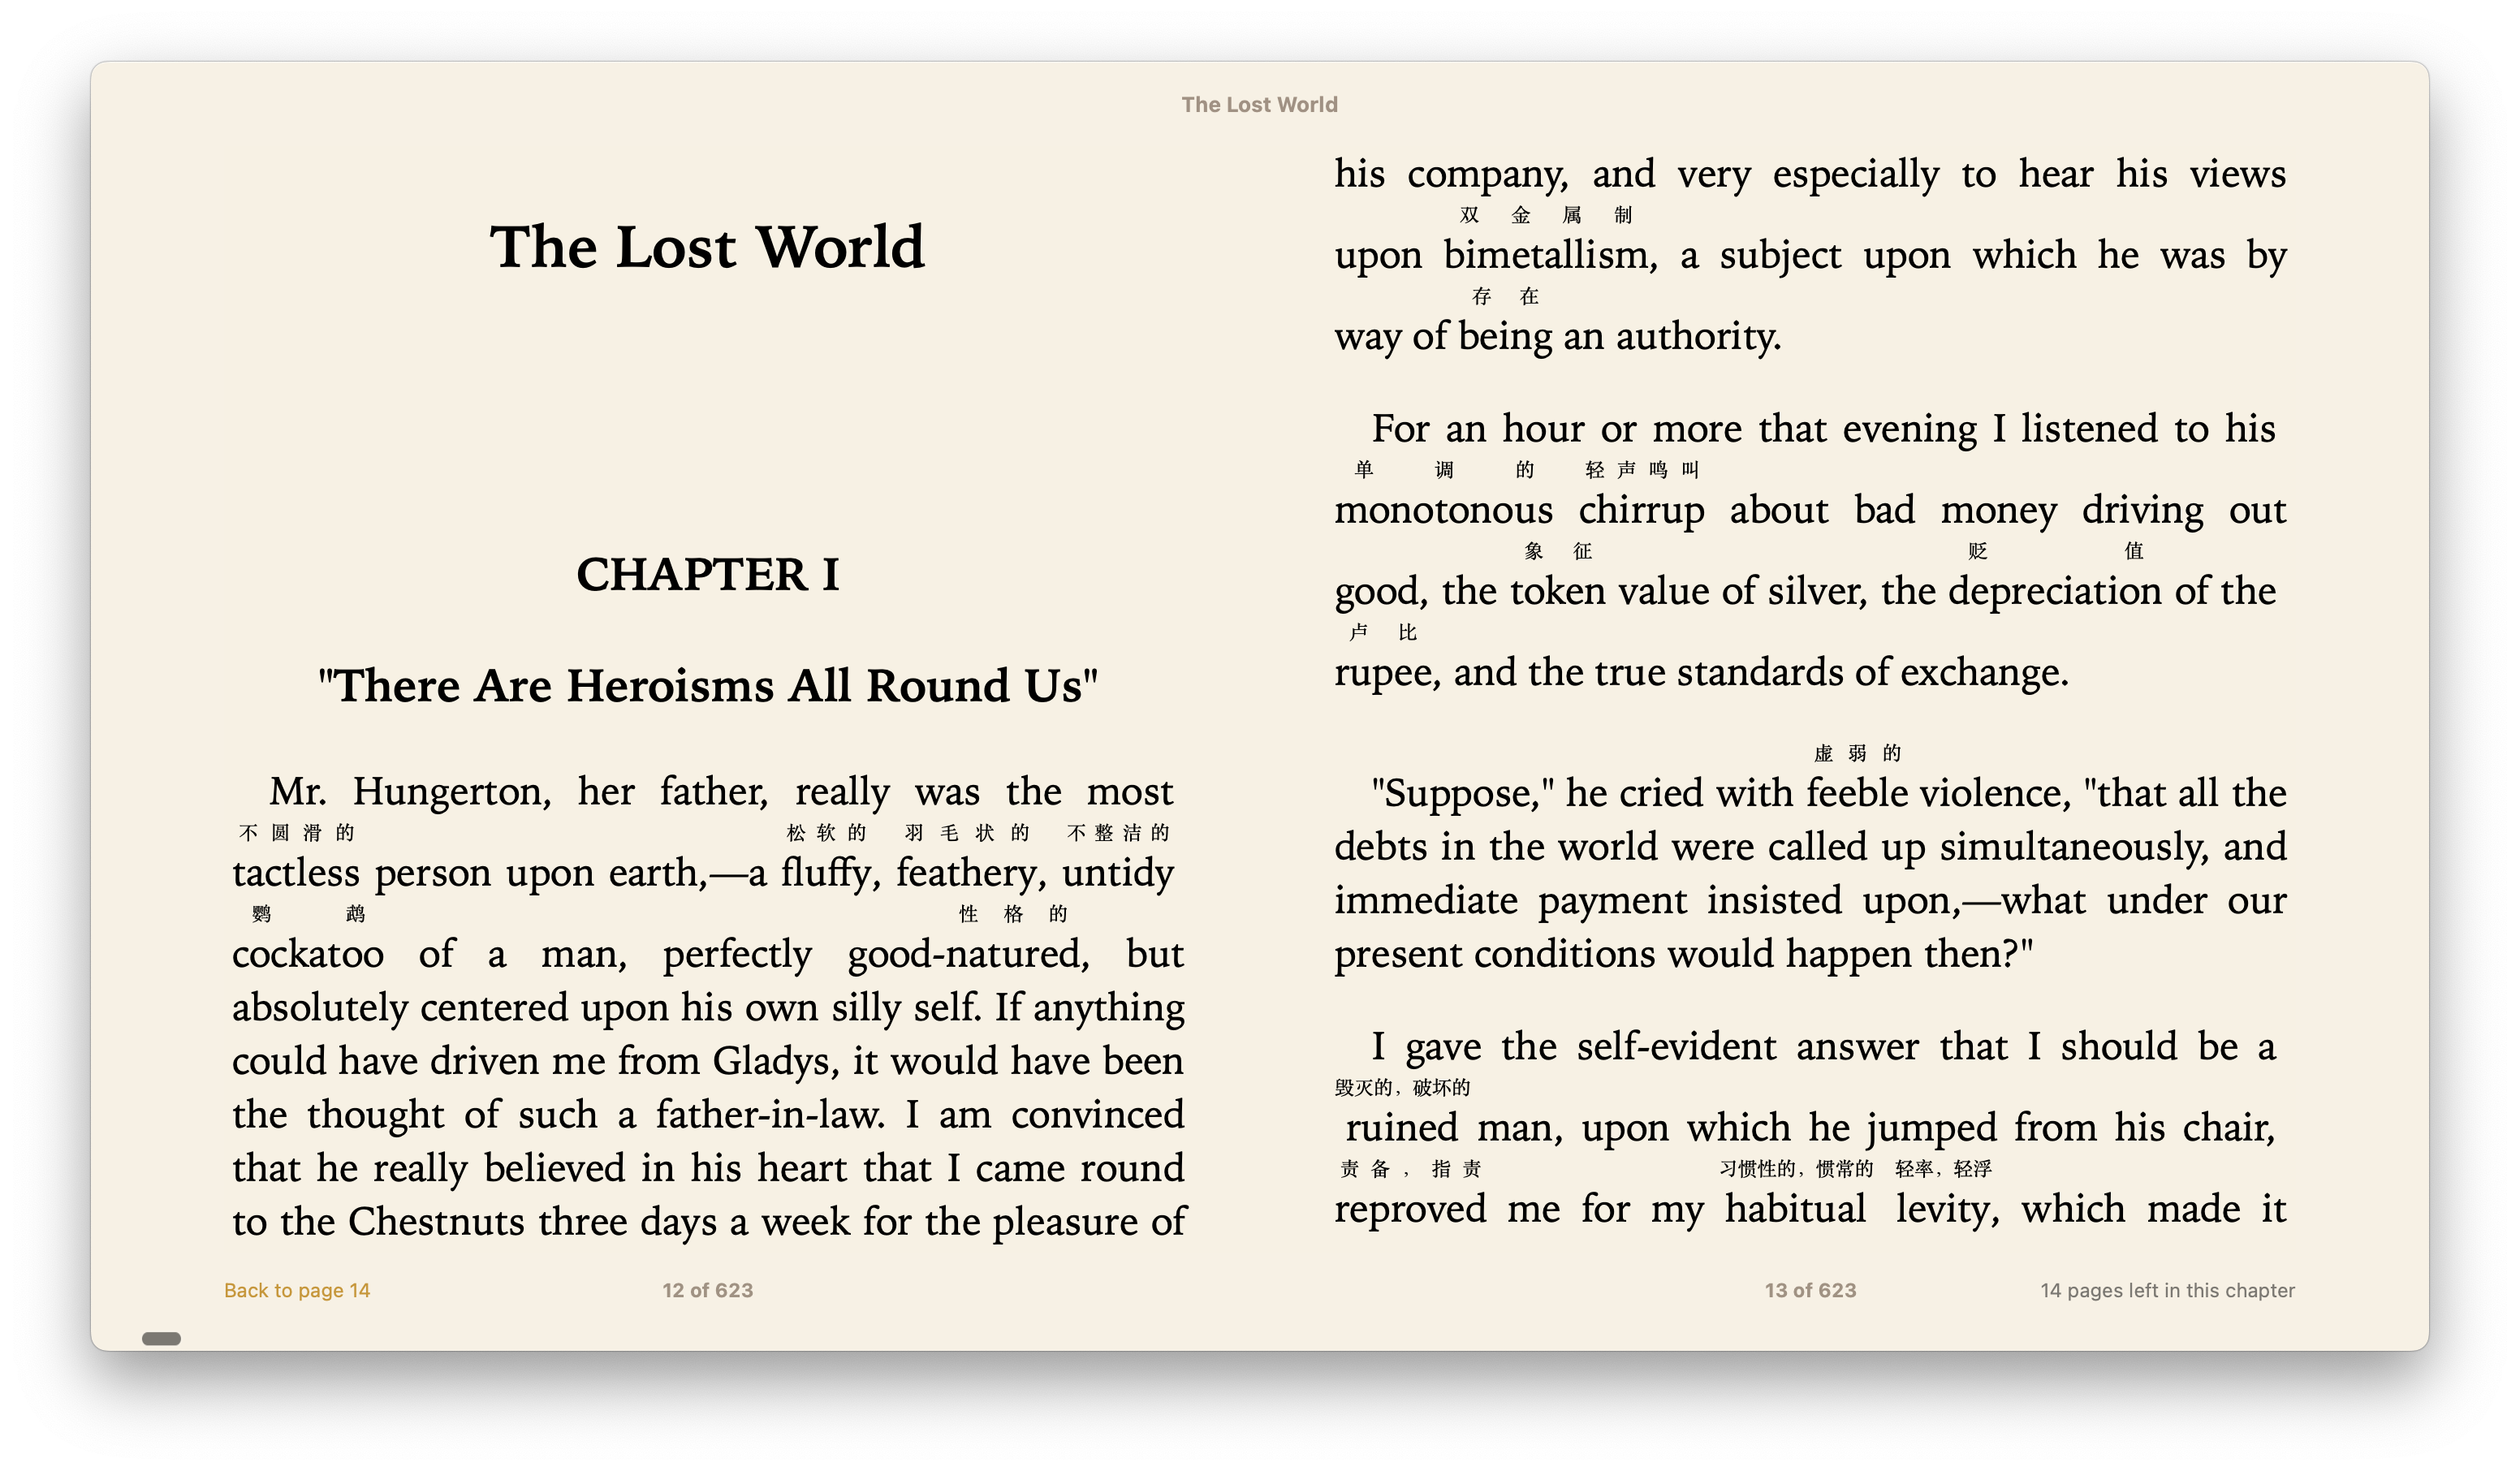 The Lost World
The Lost World
CHAPTER I
"There Are Heroisms All Round Us"
Mr. Hungerton, her father, really was the most
不圆滑的 松软的 羽毛状的 不整洁的
tactless person upon earth,—a fluffy, feathery, untidy
鹦鹉 性格的
cockatoo of a man, perfectly good-natured, but
absolutely centered upon his own silly self. If anything
could have driven me from Gladys, it would have been
the thought of such a father-in-law. I am convinced
that he really believed in his heart that I came round
to the Chestnuts three days a week for the pleasure of
his company, and very especially to hear his views
双金属制
upon bimetallism, a subject upon which he was by
存在
way of being an authority.
For an hour or more that evening I listened to his
单调的 轻声鸣叫
monotonous chirrup about bad money driving out
象征 贬值
good, the token value of silver, the depreciation of the
卢比
rupee, and the true standards of exchange.
虚弱的
"Suppose," he cried with feeble violence, "that all the
debts in the world were called up simultaneously, and
immediate payment insisted upon,—what under our
present conditions would happen then?"
I gave the self-evident answer that I should be a
毁灭的，破坏的
ruined man, upon which he jumped from his chair,
责备，指责 习惯性的，惯常的 轻率，轻浮
reproved me for my habitual levity, which made it
Back to page 14 12 of 623 13 of 623 14 pages left in this chapter